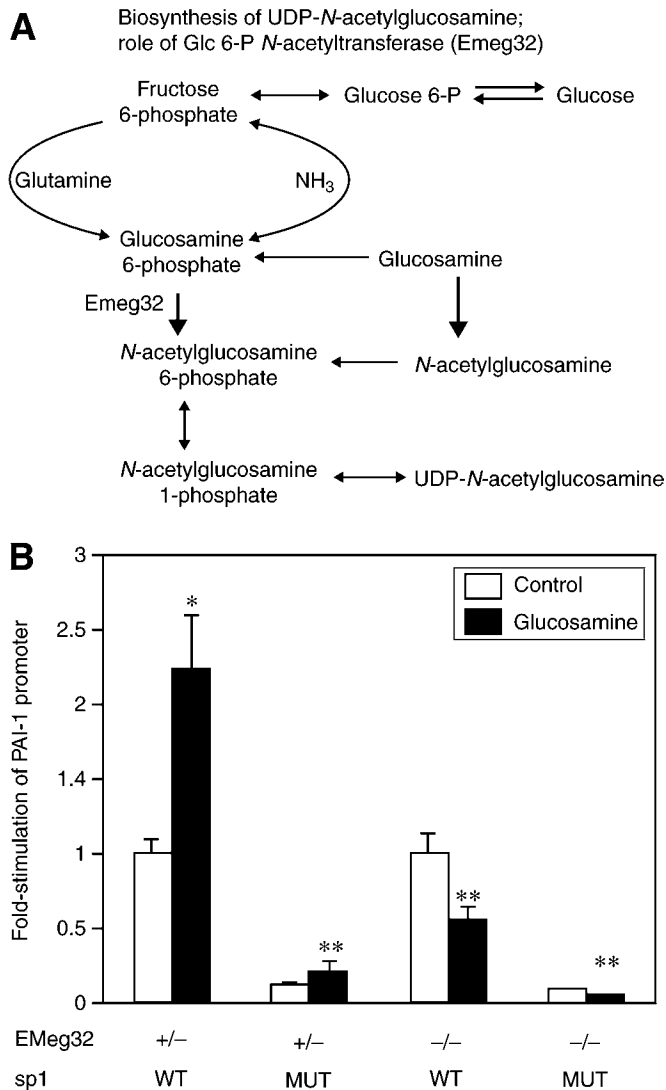 A
Biosynthesis of UDP-N-acetylglucosamine;
role of Glc 6-P N-acetyltransferase (Emeg32)
Fructose
6-phosphate
Glucose 6-P
Glucose
Glutamine
NH3
Glucosamine
6-phosphate
Glucosamine
Emeg32
N-acetylglucosamine
6-phosphate
N-acetylglucosamine
N-acetylglucosamine
1-phosphate
UDP-N-acetylglucosamine
B
Fold-stimulation of PAI-1 promoter
3
2.5
2
1.4
1
0.5
0
Control
Glucosamine
*
**
**
**
EMeg32 +/– +/– –/– –/–
sp1 WT MUT WT MUT